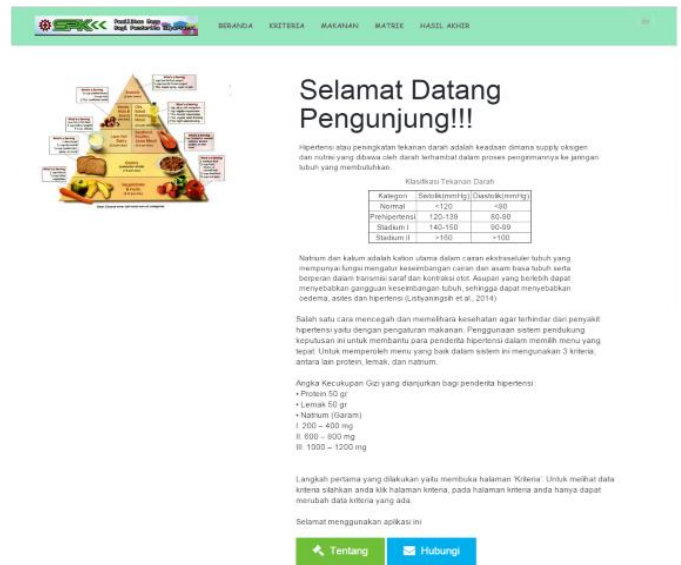 SPK<<
BERANDA KRITERIA MAKANAN MATRIK HASIL AKHIR
Selamat Datang
Pengunjung!!!
Hipertensi atau peningkatan tekanan darah adalah keadaan dimana supply oksigen
dan nutrisi yang dibawa oleh darah terhambat dalam proses pengirimannya ke jaringan
tubuh yang membutuhkan.
Klasifikasi Tekanan Darah
Kategori Sistolik(mmHg) Diastolik(mmHg)
Normal <120 <80
Prehipertensi 120-139 80-90
Stadium I 140-150 90-99
Stadium II >160 >100
Natrium dan kalium adalah kation utama dalam cairan ekstraseluler tubuh yang
mempunyai fungsi mengatur keseimbangan cairan dan asam basa tubuh serta
berperan dalam transmisi saraf dan kontraksi otot. Asupan yang berlebih dapat
menyebabkan gangguan keseimbangan tubuh, sehingga dapat menyebabkan
oedema, asites dan hipertensi (Listyaningsih et al., 2014)
Salah satu cara mencegah dan memelihara kesehatan agar terhindar dari penyakit
hipertensi yaitu dengan pengaturan makanan. Penggunaan sistem pendukung
keputusan ini untuk membantu para penderita hipertensi dalam memilih menu yang
tepat. Untuk memperoleh menu yang baik dalam sistem ini mengunakan 3 kriteria,
antara lain protein, lemak, dan natrium.
Angka Kecukupan Gizi yang dianjurkan bagi penderita hipertensi :
• Protein 50 gr
• Lemak 50 gr
• Natrium (Garam)
I. 200 – 400 mg
II. 600 – 800 mg
III. 1000 – 1200 mg
Langkah pertama yang dilakukan yaitu membuka halaman 'Kriteria'. Untuk melihat data
kriteria silahkan anda klik halaman kriteria, pada halaman kriteria anda hanya dapat
merubah data kriteria yang ada.
Selamat menggunakan aplikasi ini
Tentang Hubungi